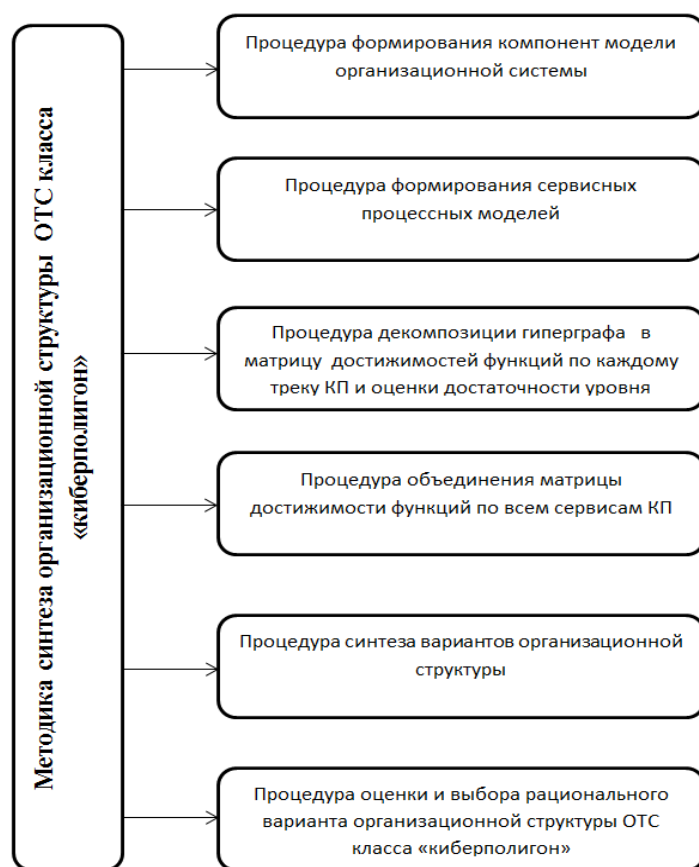 Методика синтеза организационной структуры ОТС класса
«киберполигон»
Процедура формирования компонент модели
организационной системы
Процедура формирования сервисных
процессных моделей
Процедура декомпозиции гиперграфа в
матрицу достижимостей функций по каждому
треку КП и оценки достаточности уровня
Процедура объединения матрицы
достижимости функций по всем сервисам КП
Процедура синтеза вариантов организационной
структуры
Процедура оценки и выбора рационального
варианта организационной структуры ОТС
класса «киберполигон»